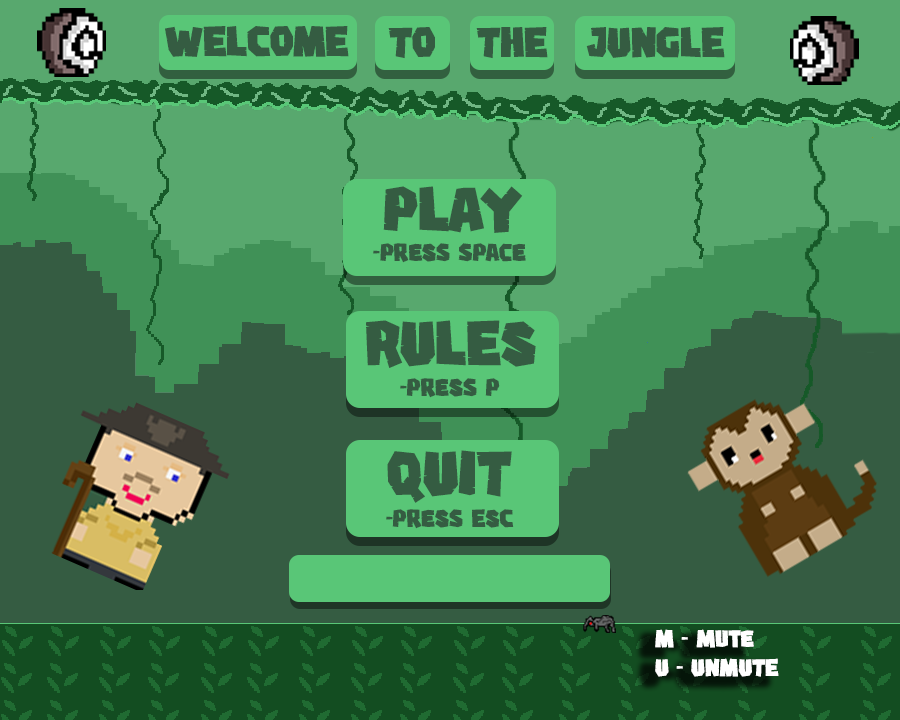 WELCOME TO THE JUNGLE
PLAY
-PRESS SPACE
RULES
-PRESS P
QUIT
-PRESS ESC
M - MUTE
U - UNMUTE